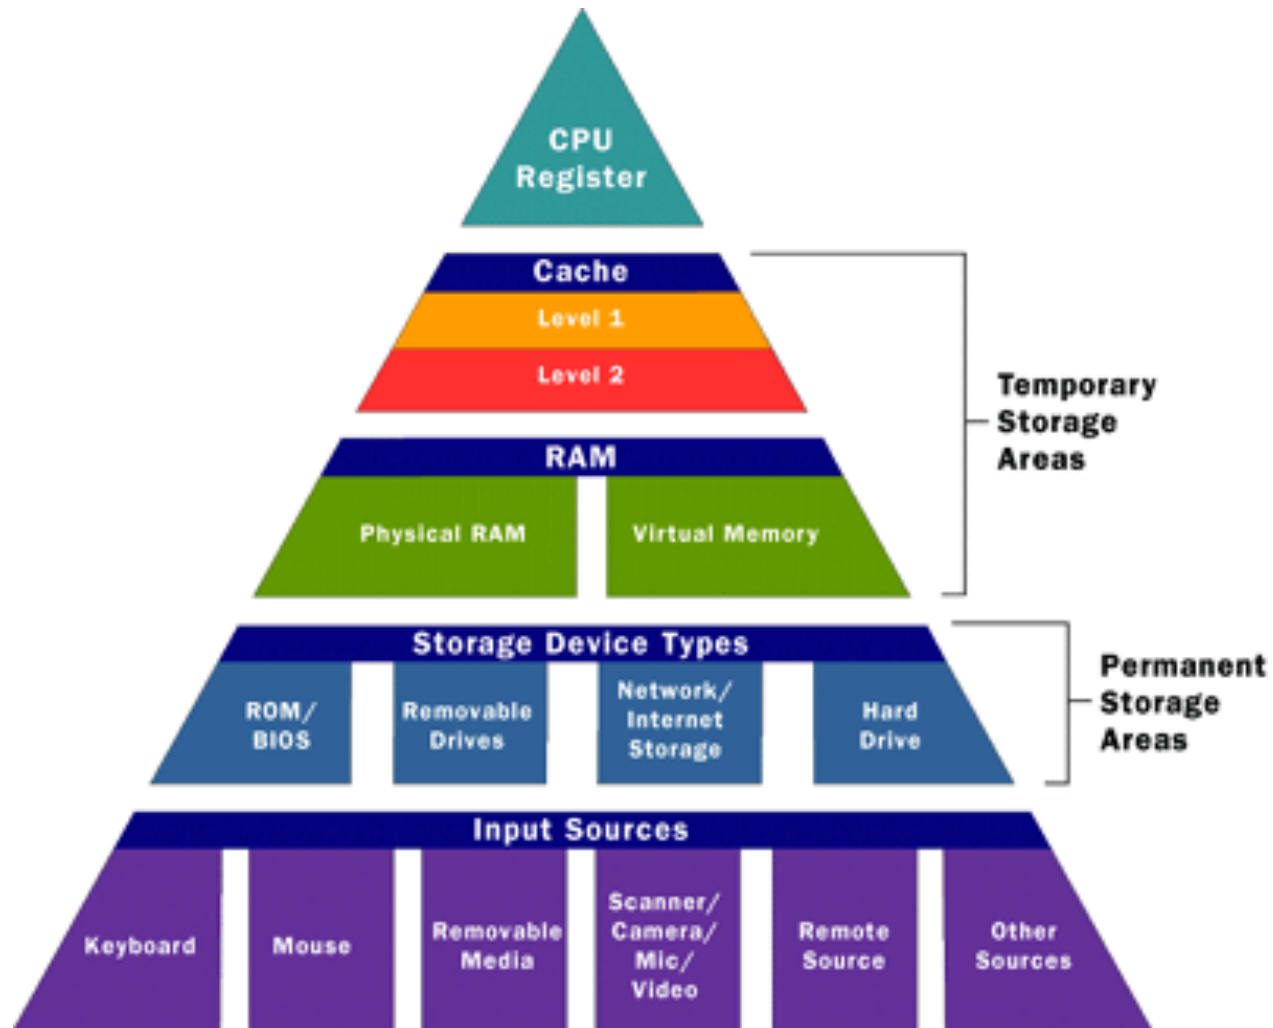 CPU
Register
Cache
Level 1
Level 2
Temporary
Storage
Areas
RAM
Physical RAM
Virtual Memory
Storage Device Types
ROM/
BIOS
Removable
Drives
Network/
Internet
Storage
Hard
Drive
Permanent
Storage
Areas
Input Sources
Keyboard
Mouse
Removable
Media
Scanner/
Camera/
Mic/
Video
Remote
Source
Other
Sources